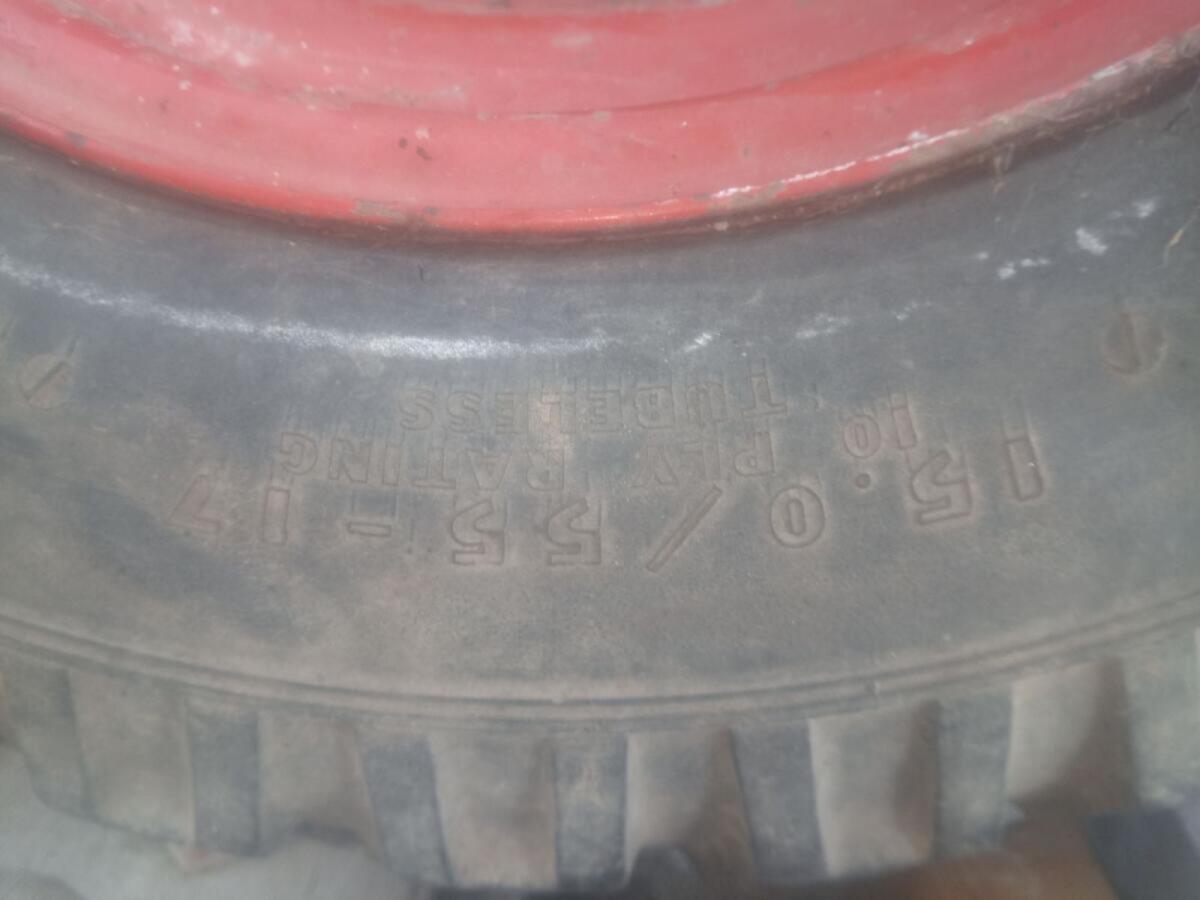 15.0/55-17
10 PLY RATING
TUBELESS